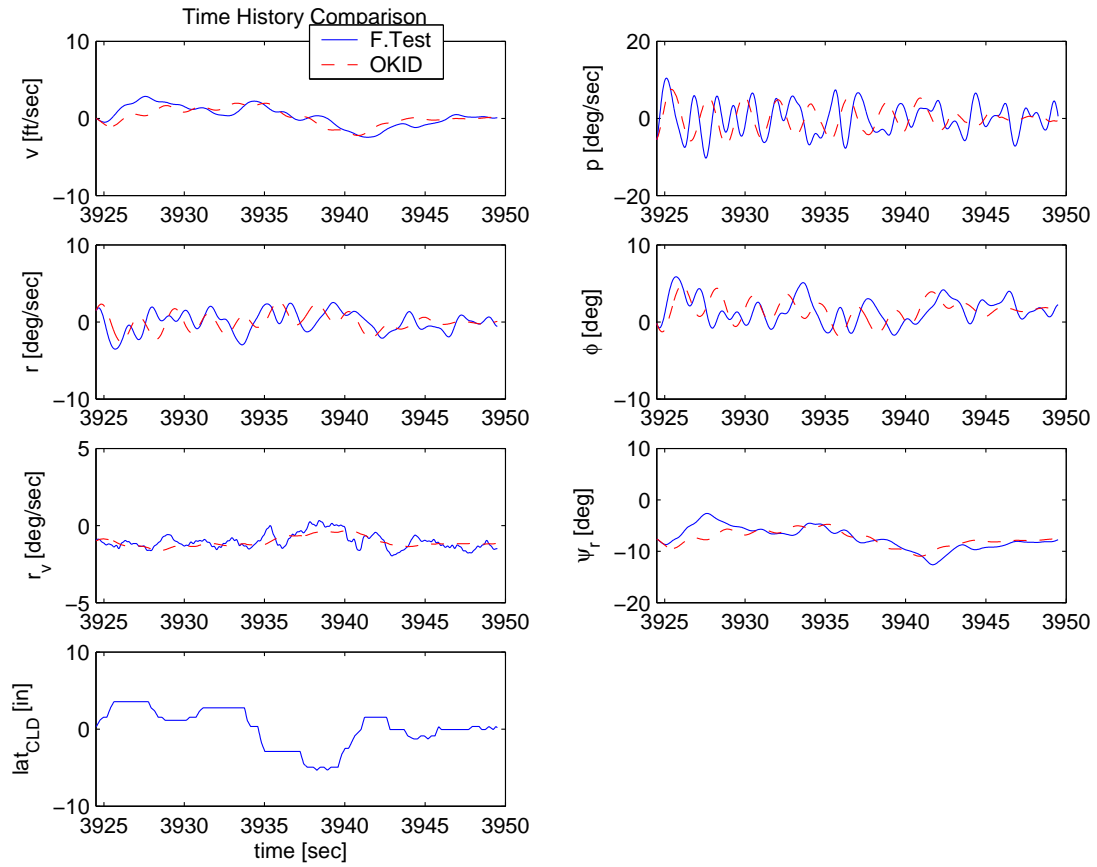 Time History Comparison
F.Test
OKID
10
0
−10
v [ft/sec]
3925 3930 3935 3940 3945 3950
20
0
−20
p [deg/sec]
3925 3930 3935 3940 3945 3950
10
0
−10
r [deg/sec]
3925 3930 3935 3940 3945 3950
10
0
−10
ϕ [deg]
3925 3930 3935 3940 3945 3950
5
0
−5
r_v [deg/sec]
3925 3930 3935 3940 3945 3950
10
0
−10
−20
ψ_r [deg]
3925 3930 3935 3940 3945 3950
10
0
−10
lat_CLD [in]
3925 3930 3935 3940 3945 3950
time [sec]